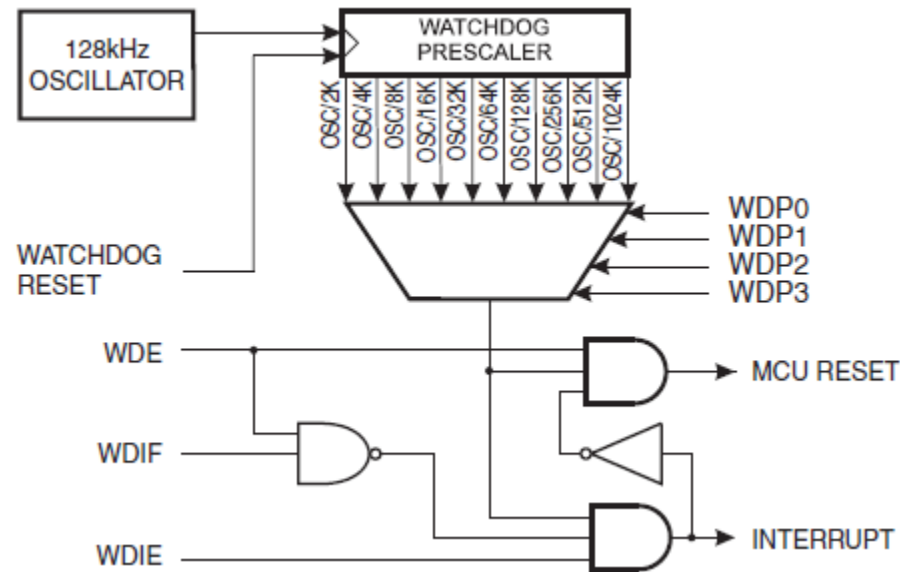 128kHz
OSCILLATOR
WATCHDOG
PRESCALER
OSC/2K
OSC/4K
OSC/8K
OSC/16K
OSC/32K
OSC/64K
OSC/128K
OSC/256K
OSC/512K
OSC/1024K
WDP0
WDP1
WDP2
WDP3
WATCHDOG
RESET
WDE
MCU RESET
WDIF
INTERRUPT
WDIE